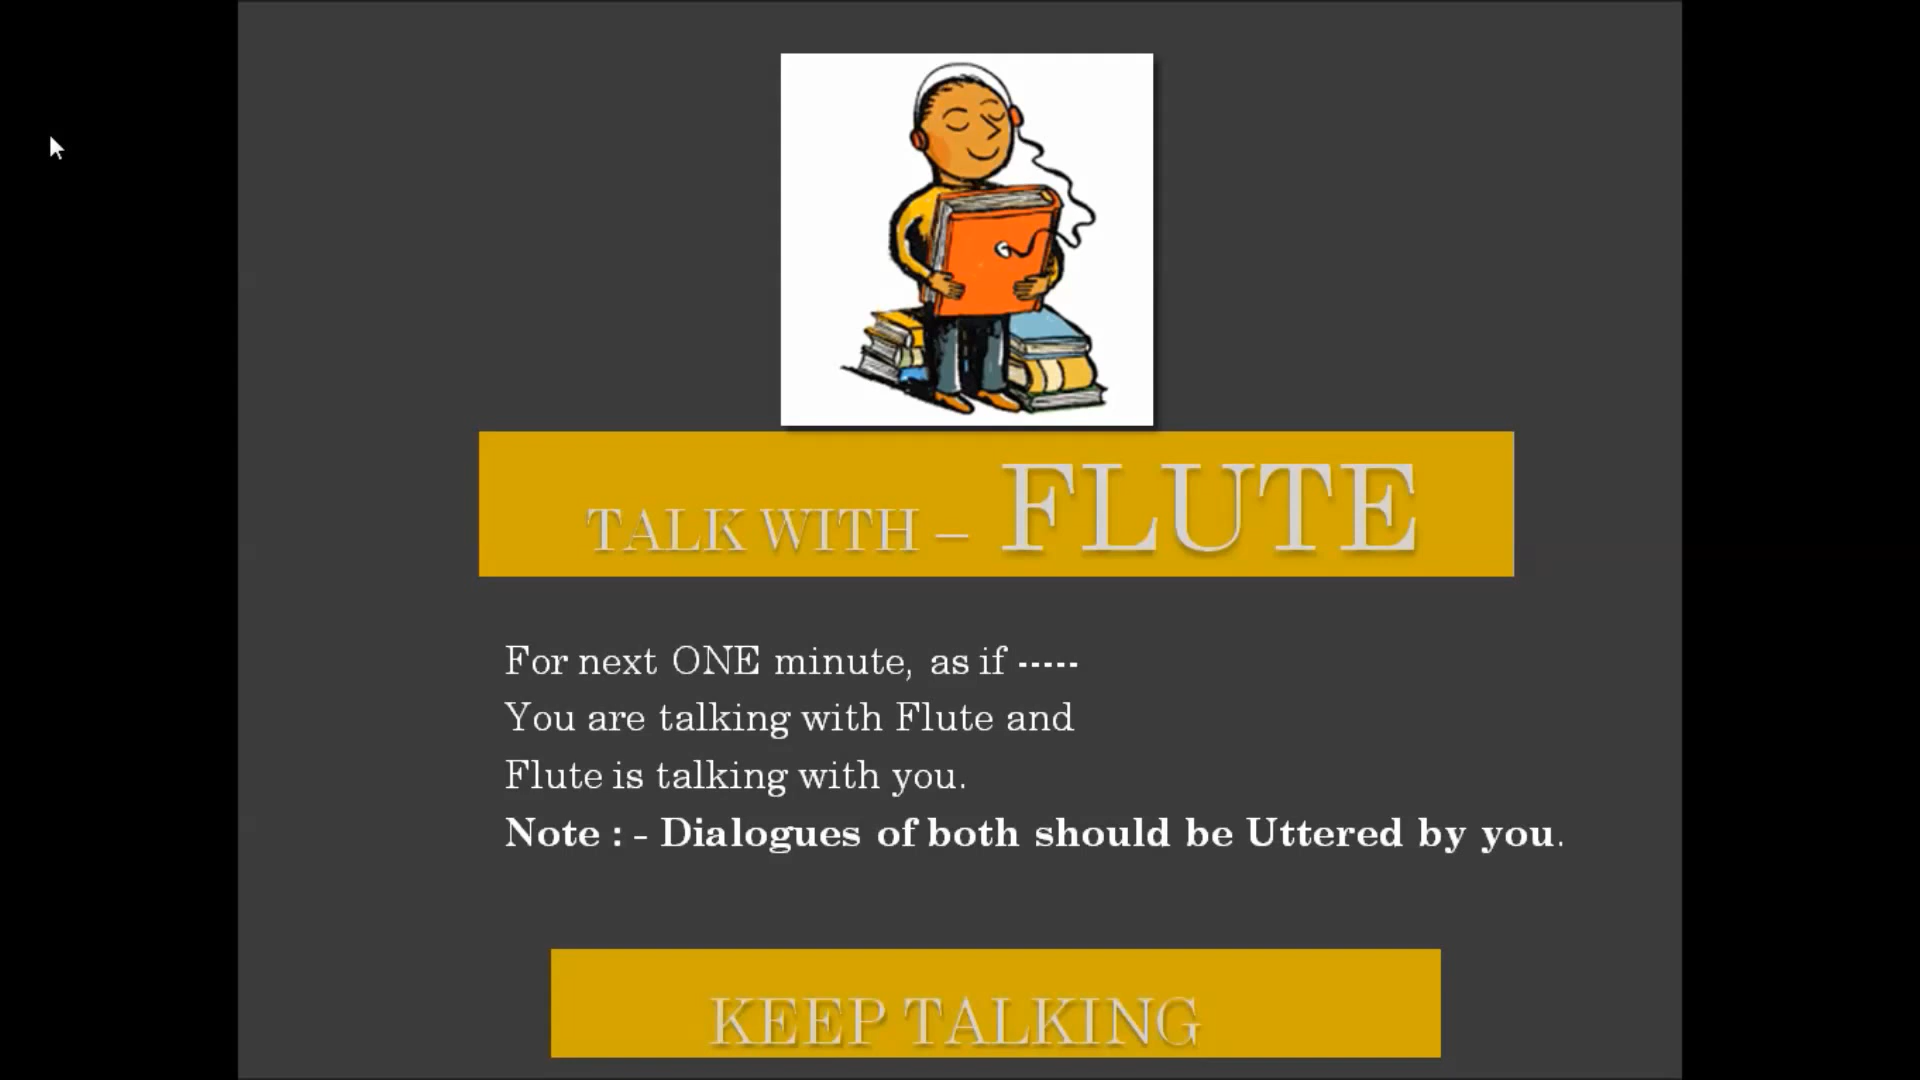 TALK WITH – FLUTE
For next ONE minute, as if -----
You are talking with Flute and
Flute is talking with you.
Note : - Dialogues of both should be Uttered by you.
KEEP TALKING